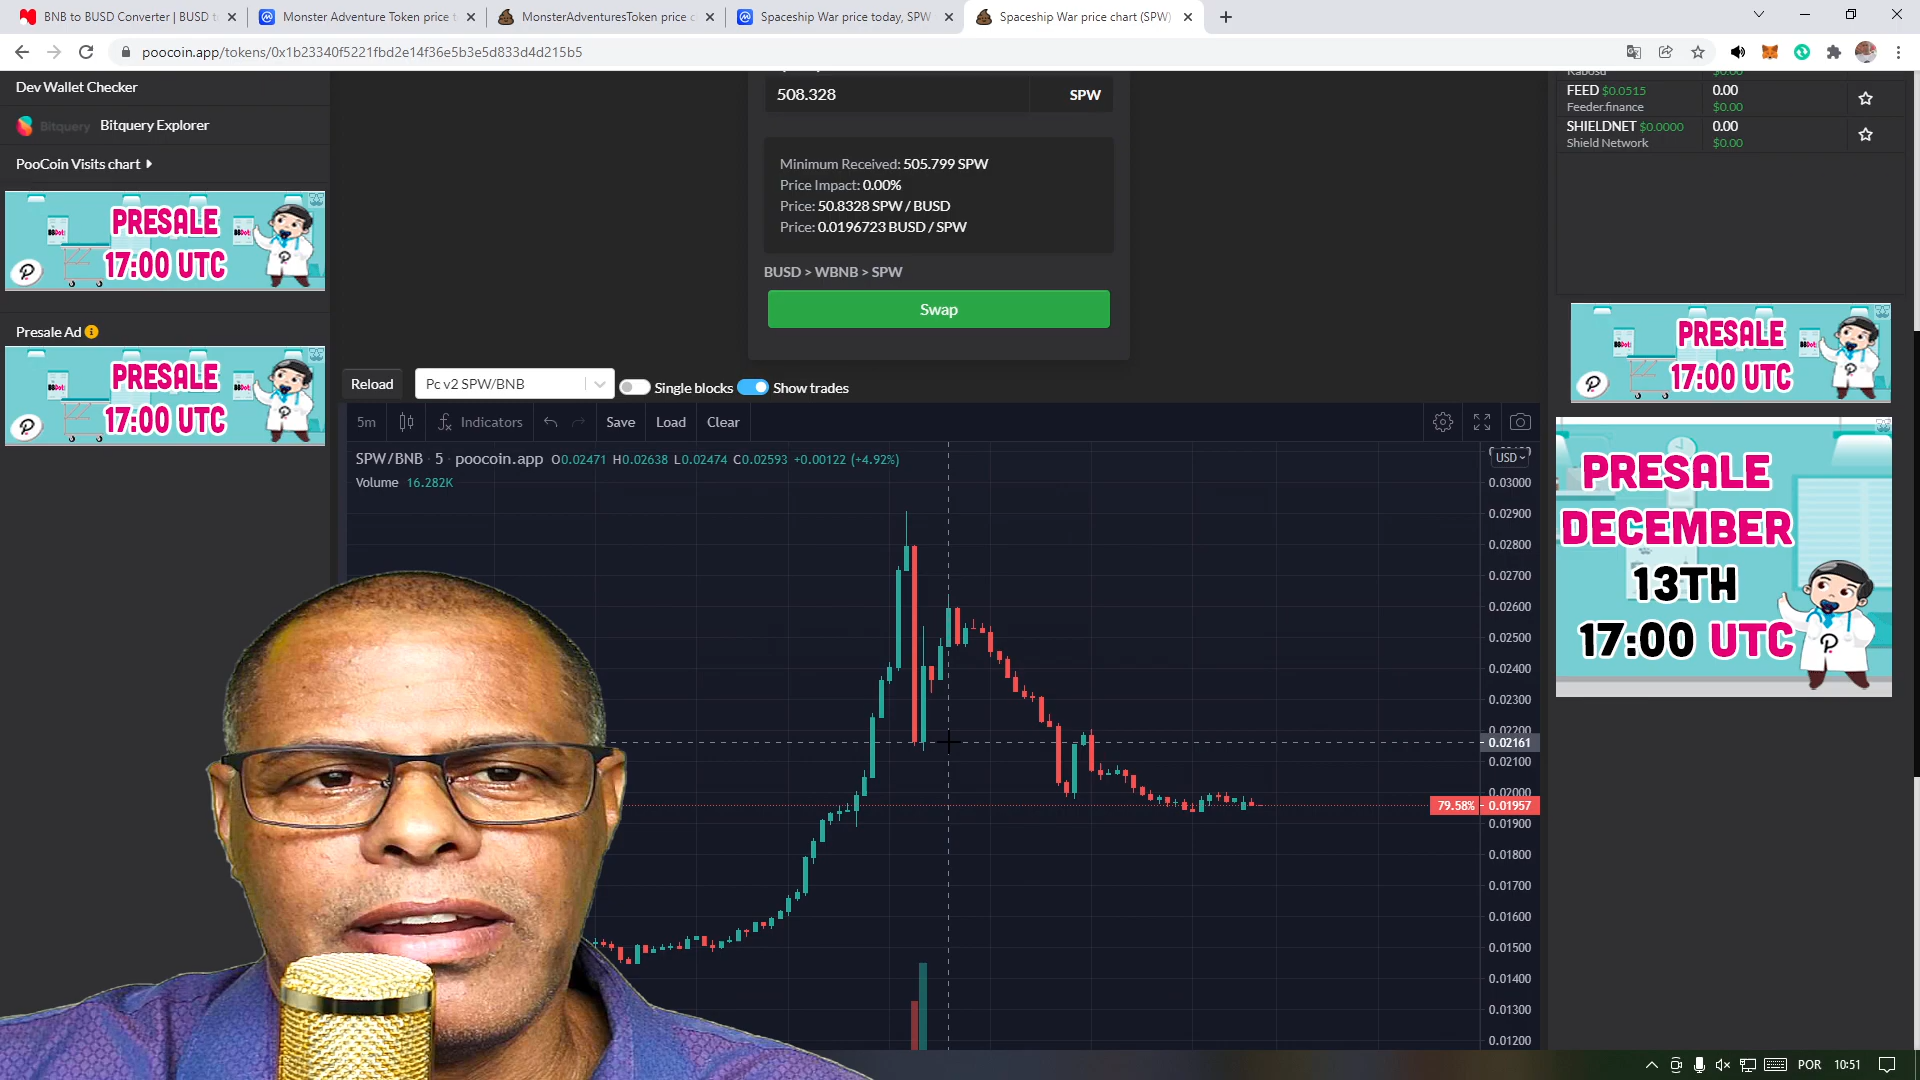 BNB to BUSD Converter | BUSD t
Monster Adventure Token price t
MonsterAdventuresToken price c
Spaceship War price today, SPW
Spaceship War price chart (SPW)
poocoin.app/tokens/0x1b23340f5221fbd2e14f36e5b3e5d833d4d215b5
Dev Wallet Checker
Bitquery Bitquery Explorer
PooCoin Visits chart
PRESALE
17:00 UTC
Presale Ad
PRESALE
17:00 UTC
508.328 SPW
Minimum Received: 505.799 SPW
Price Impact: 0.00%
Price: 50.8328 SPW / BUSD
Price: 0.0196723 BUSD / SPW
BUSD > WBNB > SPW
Swap
Reload Pc v2 SPW/BNB Single blocks Show trades
5m Indicators Save Load Clear
SPW/BNB · 5 · poocoin.app O0.02471 H0.02638 L0.02474 C0.02593 +0.00122 (+4.92%)
Volume 16.282K
USD
0.03000
0.02900
0.02800
0.02700
0.02600
0.02500
0.02400
0.02300
0.02200
0.02161
0.02100
0.02000
79.58% 0.01957
0.01900
0.01800
0.01700
0.01600
0.01500
0.01400
0.01300
0.01200
Kabosu $0.00
FEED $0.0515 0.00
Feeder.finance $0.00
SHIELDNET $0.0000 0.00
Shield Network $0.00
PRESALE
17:00 UTC
PRESALE
DECEMBER
13TH
17:00 UTC
POR 10:51